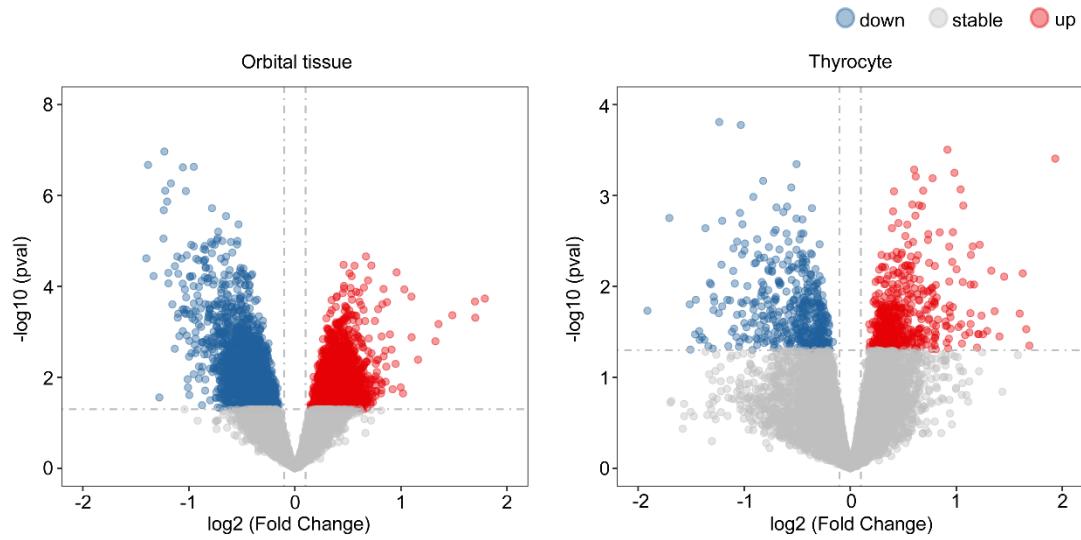 down stable up
Orbital tissue
8
6
4
2
0
-2 -1 0 1 2
-log10 (pval)
log2 (Fold Change)
Thyrocyte
4
3
2
1
0
-2 -1 0 1 2
-log10 (pval)
log2 (Fold Change)